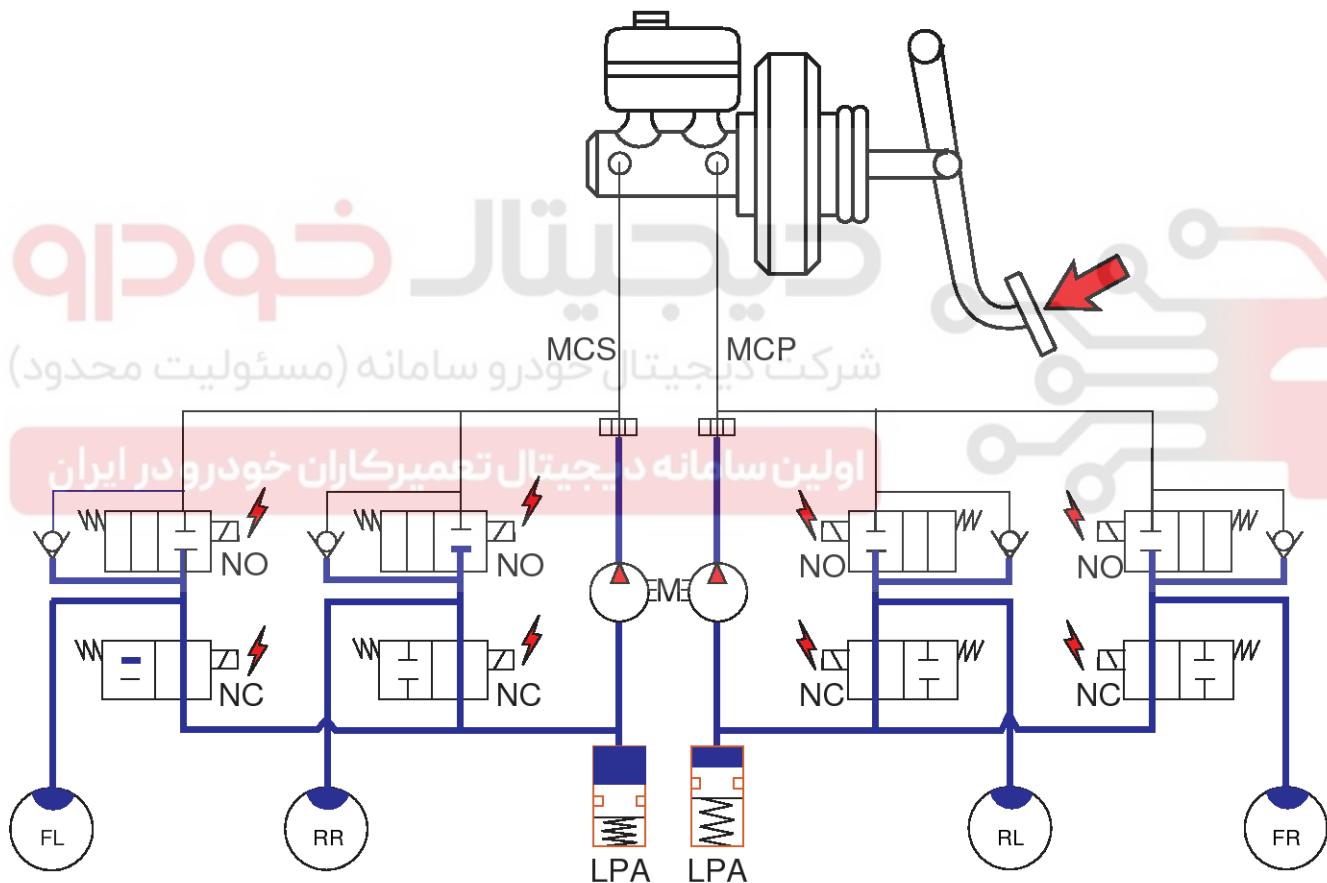 دیجیتال خودرو
MCS MCP
شرکت دیجیتال خودرو سامانه (مسئولیت محدود)
اولین سامانه دیجیتال تعمیرکاران خودرو در ایران
NO NO M NO NO
NC NC NC NC
FL RR RL FR
LPA LPA